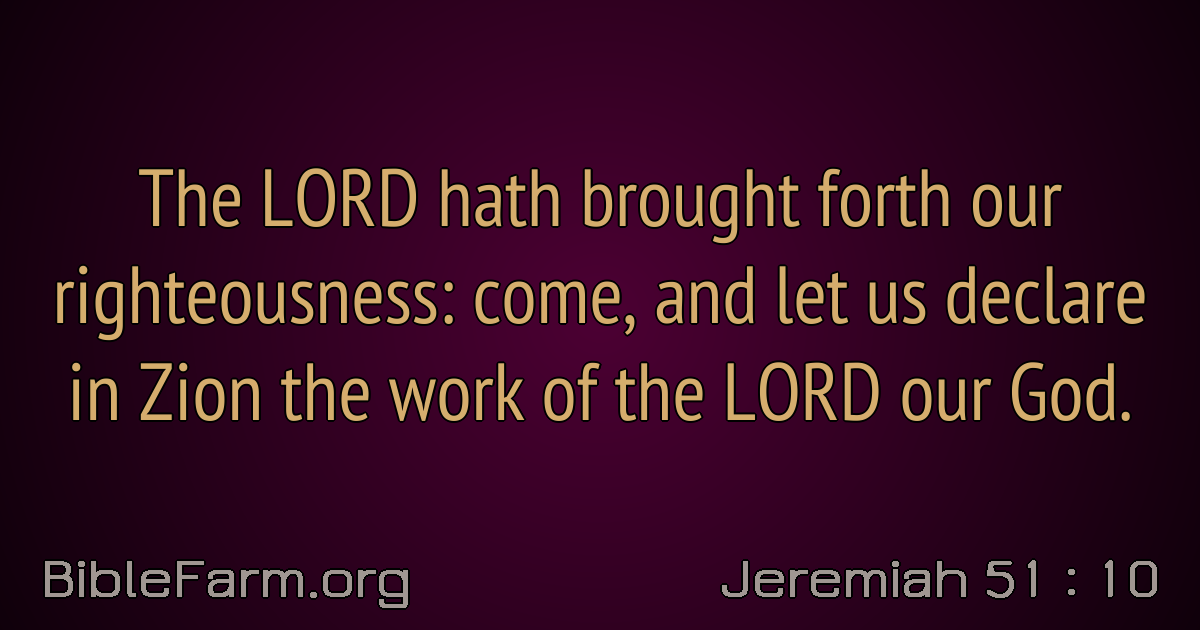 The LORD hath brought forth our
righteousness: come, and let us declare
in Zion the work of the LORD our God.
BibleFarm.org
Jeremiah 51 : 10